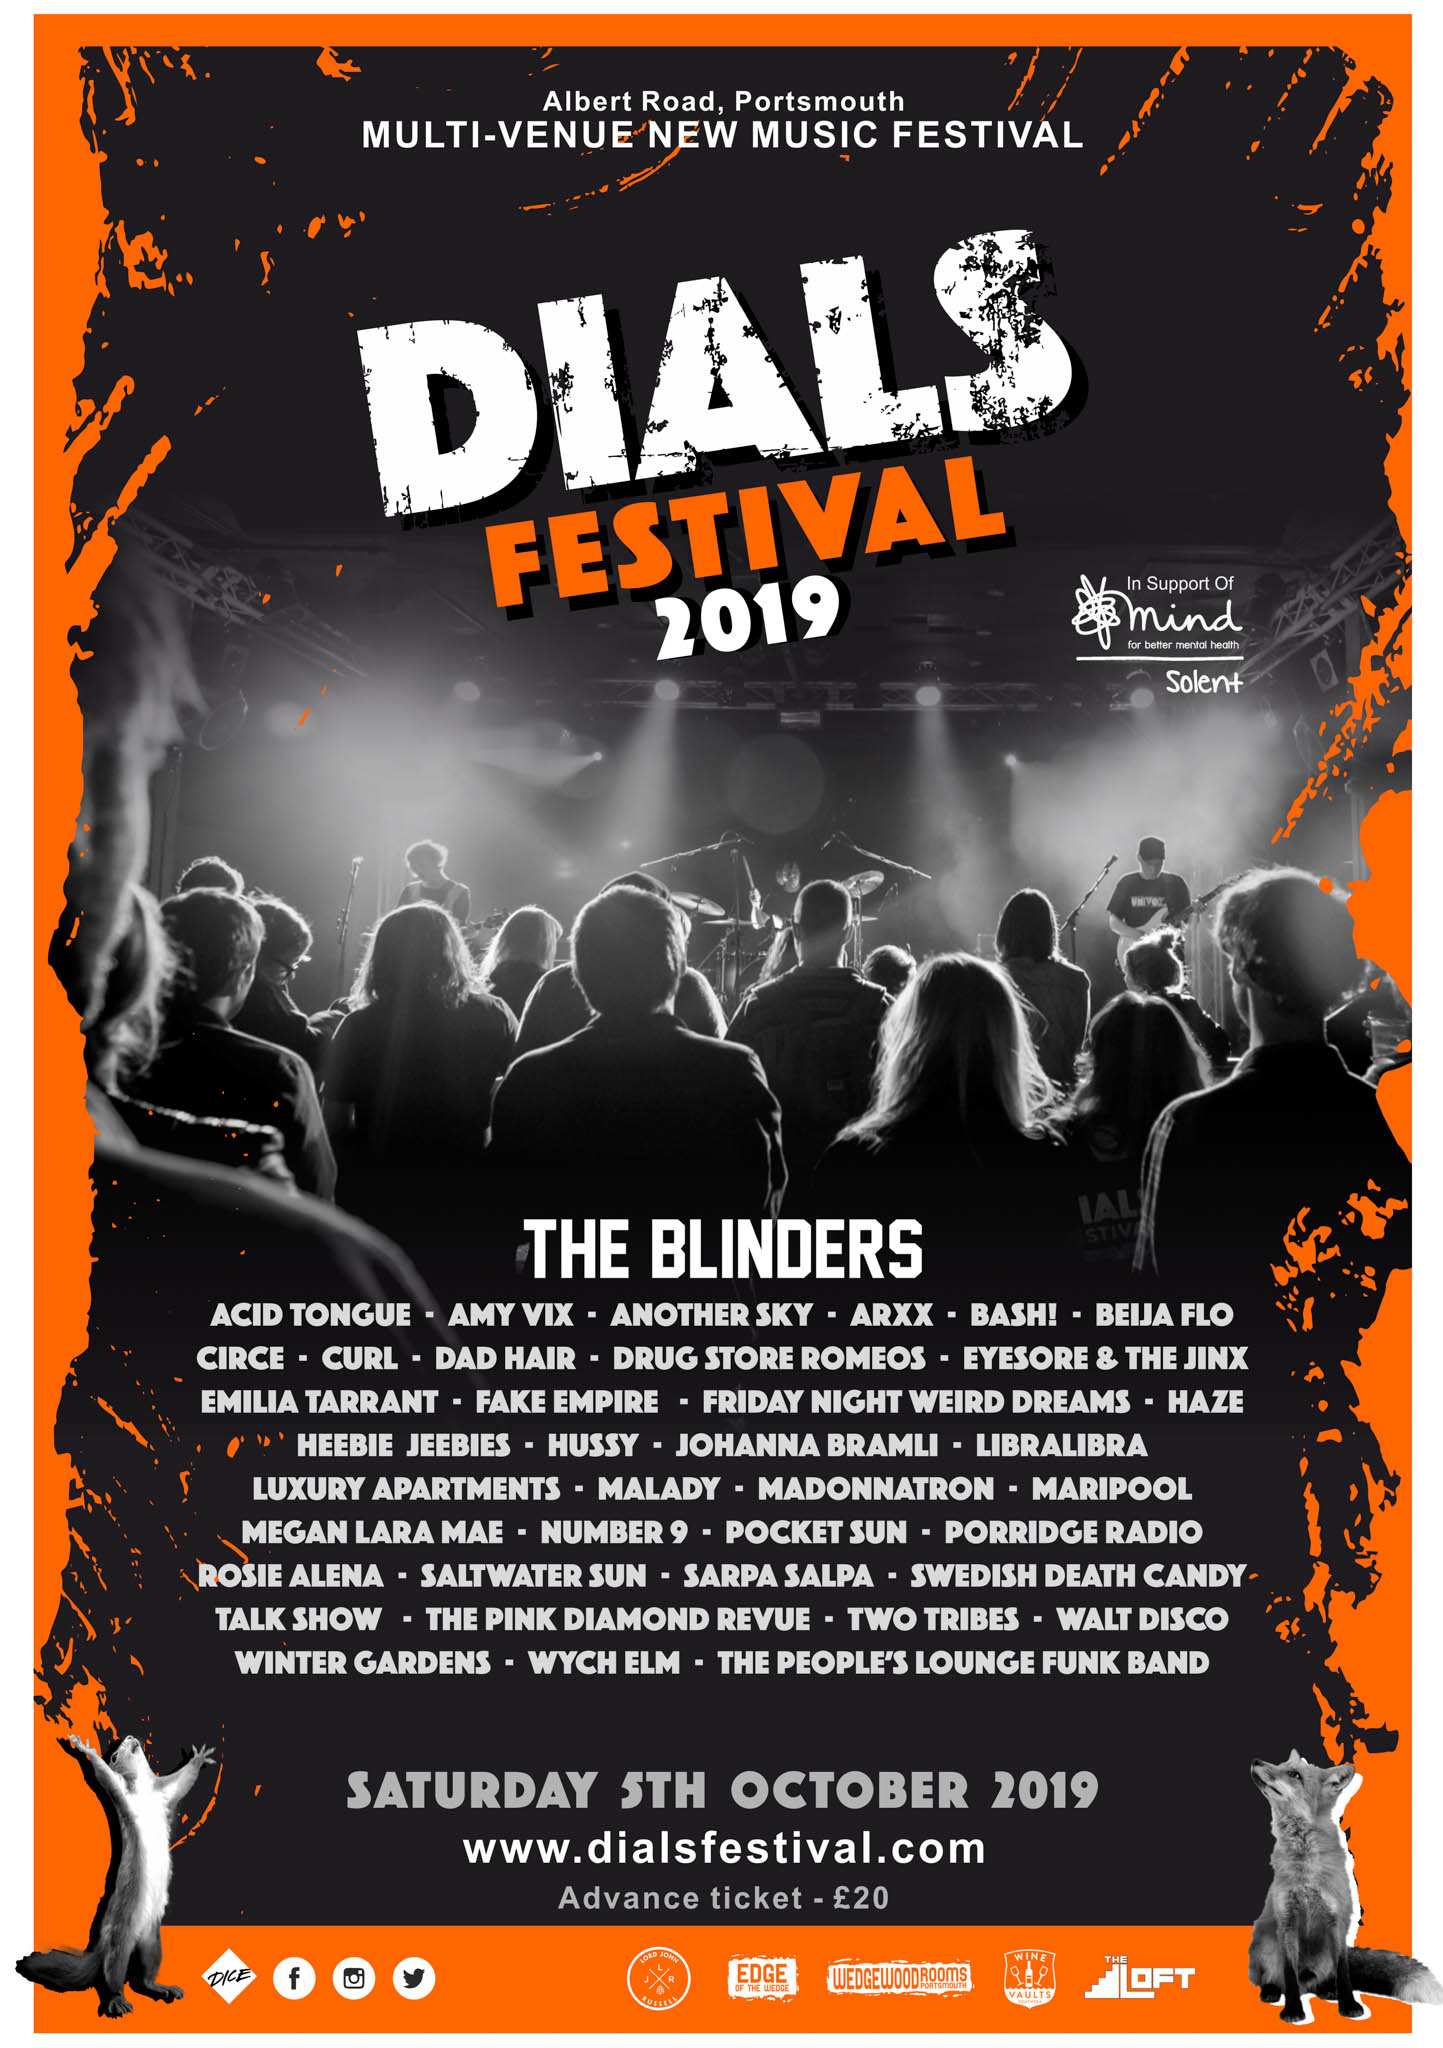 Albert Road, Portsmouth
MULTI-VENUE NEW MUSIC FESTIVAL
DIALS
FESTIVAL
2019
In Support Of
mind
for better mental health
Solent
UNIVOX
THE BLINDERS
ACID TONGUE - AMY VIX - ANOTHER SKY - ARXX - BASH! - BEIJA FLO
CIRCE - CURL - DAD HAIR - DRUG STORE ROMEOS - EYESORE & THE JINX
EMILIA TARRANT - FAKE EMPIRE - FRIDAY NIGHT WEIRD DREAMS - HAZE
HEEBIE JEEBIES - HUSSY - JOHANNA BRAMLI - LIBRALIBRA
LUXURY APARTMENTS - MALADY - MADONNATRON - MARIPOOL
MEGAN LARA MAE - NUMBER 9 - POCKET SUN - PORRIDGE RADIO
ROSIE ALENA - SALTWATER SUN - SARPA SALPA - SWEDISH DEATH CANDY
TALK SHOW - THE PINK DIAMOND REVUE - TWO TRIBES - WALT DISCO
WINTER GARDENS - WYCH ELM - THE PEOPLE'S LOUNGE FUNK BAND
SATURDAY 5TH OCTOBER 2019
www.dialsfestival.com
Advance ticket - £20
DICE
LORD JOHN
L
J R
RUSSELL
EDGE
OF THE WEDGE
WEDGEWOODROOMS
PORTSMOUTH
WINE
VAULTS
SOUTHSEA
THE
LOFT